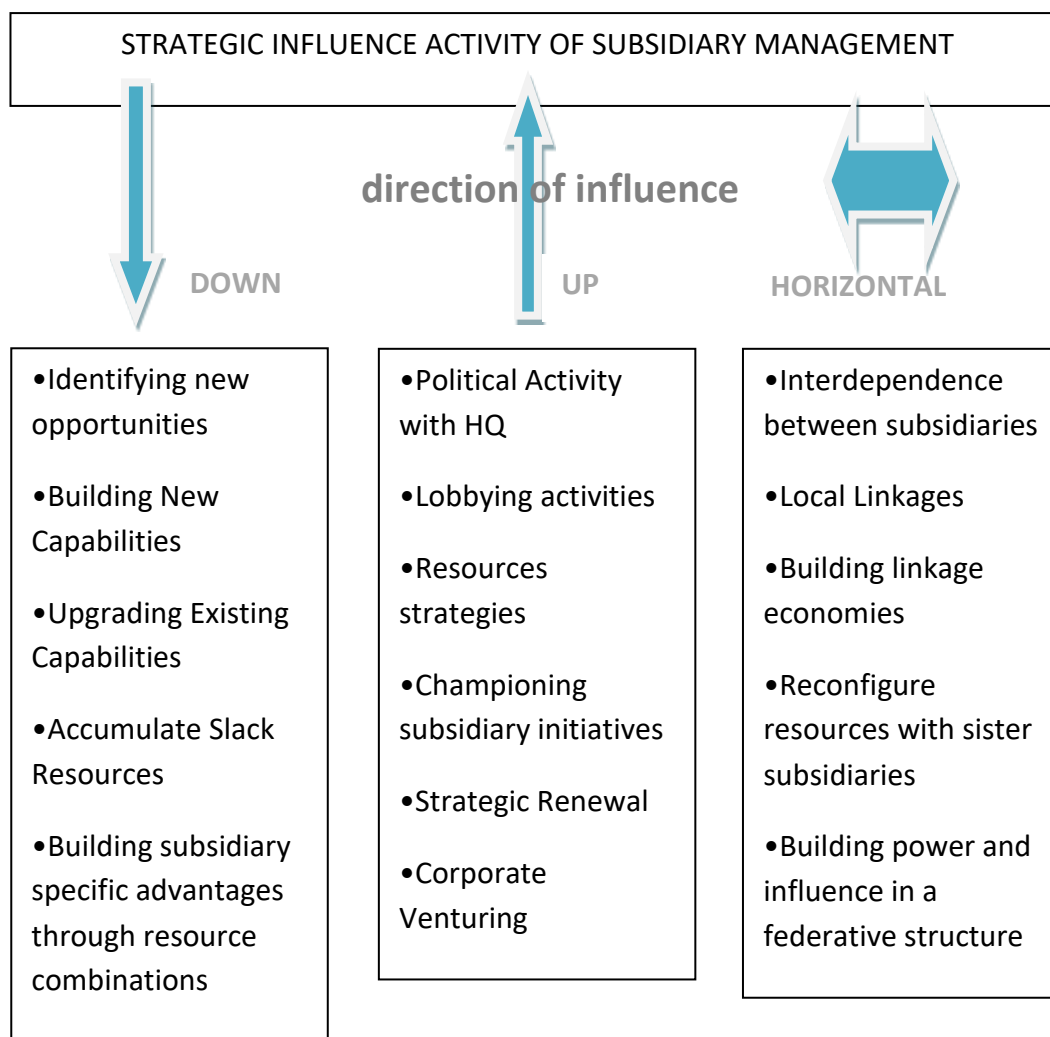 STRATEGIC INFLUENCE ACTIVITY OF SUBSIDIARY MANAGEMENT
direction of influence
DOWN
UP
HORIZONTAL
•Identifying new
opportunities
•Building New
Capabilities
•Upgrading Existing
Capabilities
•Accumulate Slack
Resources
•Building subsidiary
specific advantages
through resource
combinations
•Political Activity
with HQ
•Lobbying activities
•Resources
strategies
•Championing
subsidiary initiatives
•Strategic Renewal
•Corporate
Venturing
•Interdependence
between subsidiaries
•Local Linkages
•Building linkage
economies
•Reconfigure
resources with sister
subsidiaries
•Building power and
influence in a
federative structure